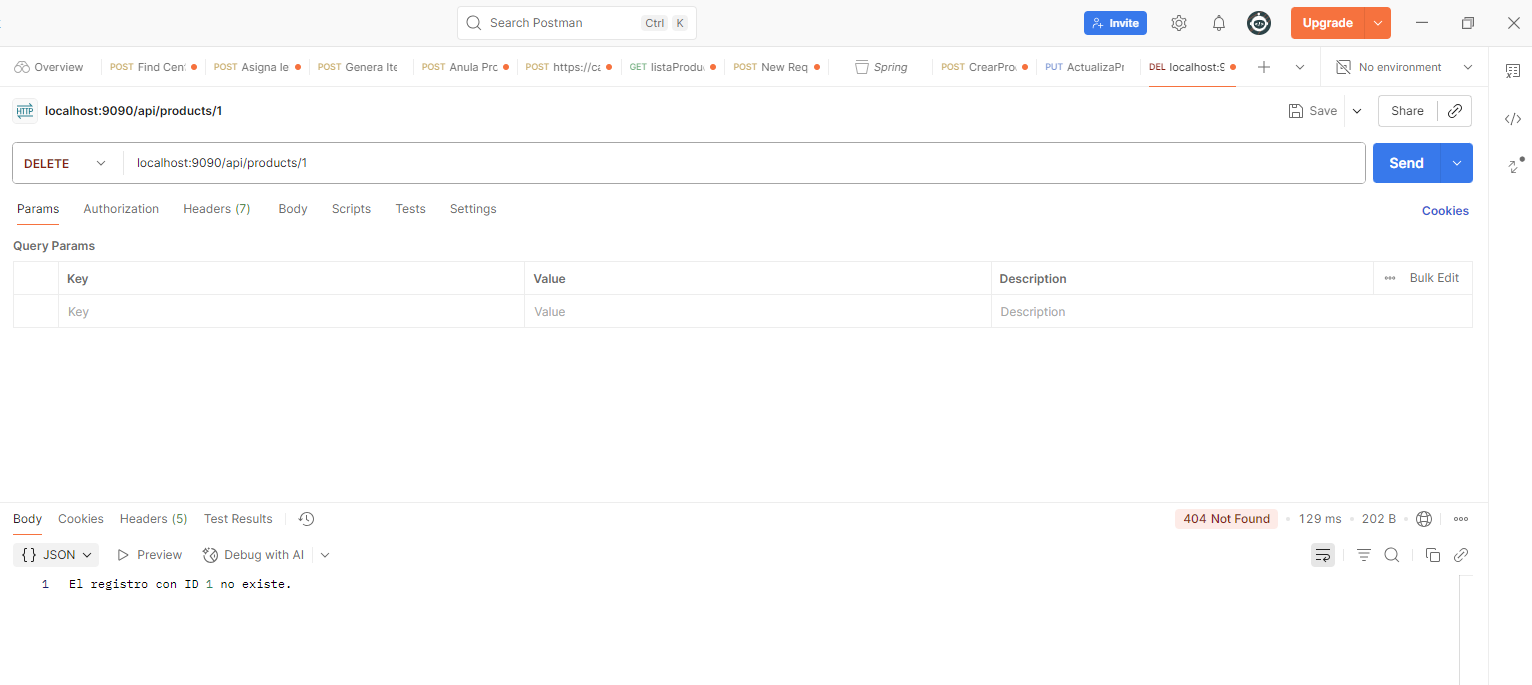 Search Postman Ctrl K Invite Upgrade
Overview POST Find Cen POST Asigna Ie POST Genera Ite POST Anula Prc POST https://ca GET listaProdu POST New Req Spring POST CrearPro PUT ActualizaPr DEL localhost:9 No environment
HTTP localhost:9090/api/products/1 Save Share
DELETE localhost:9090/api/products/1 Send
Params Authorization Headers (7) Body Scripts Tests Settings Cookies
Query Params
Key Value Description Bulk Edit
Key Value Description
Body Cookies Headers (5) Test Results 404 Not Found 129 ms 202 B
{} JSON Preview Debug with AI
1 El registro con ID 1 no existe.